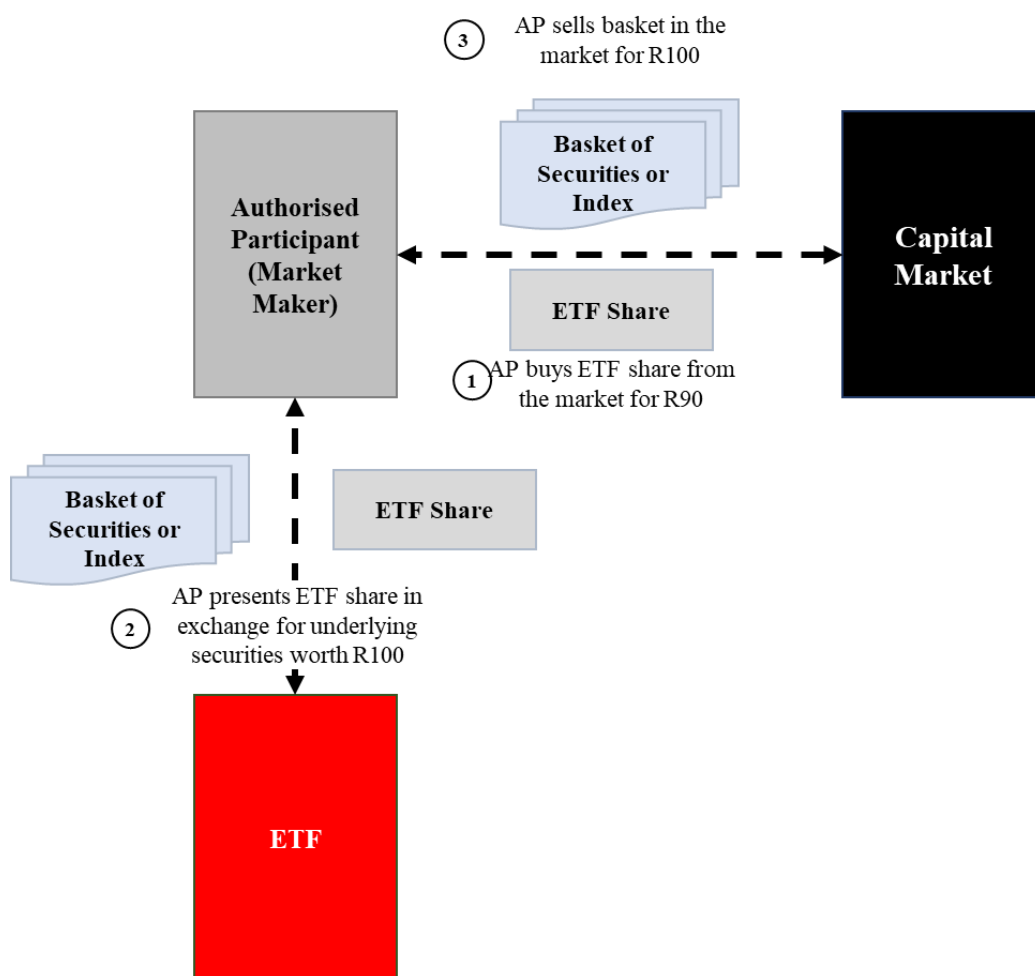 3
AP sells basket in the
market for R100
Basket of
Securities or
Index
Authorised
Participant
(Market
Maker)
Capital
Market
ETF Share
1
AP buys ETF share from
the market for R90
Basket of
Securities or
Index
ETF Share
2
AP presents ETF share in
exchange for underlying
securities worth R100
ETF